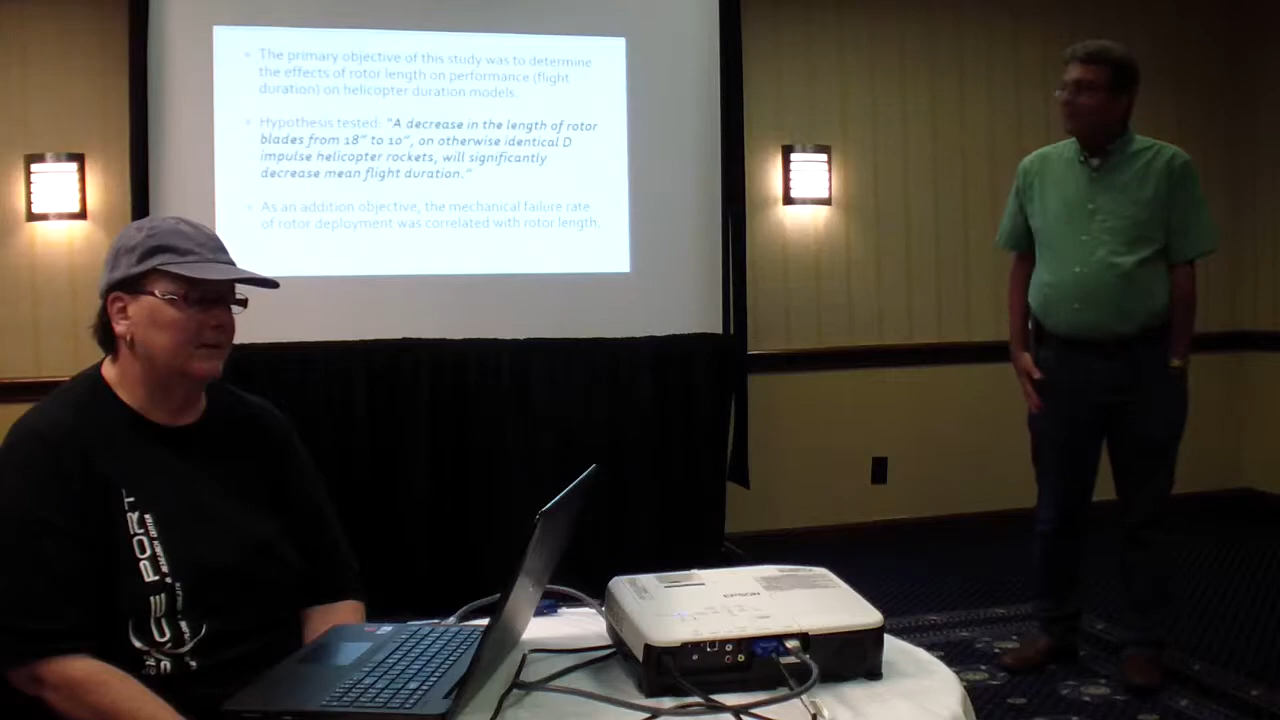 The primary objective of this study was to determine
the effects of rotor length on performance (flight
duration) on helicopter duration models.
Hypothesis tested: "A decrease in the length of rotor
blades from 18" to 10", on otherwise identical D
impulse helicopter rockets, will significantly
decrease mean flight duration."
As an addition objective, the mechanical failure rate
of rotor deployment was correlated with rotor length.
PORT
EPSON